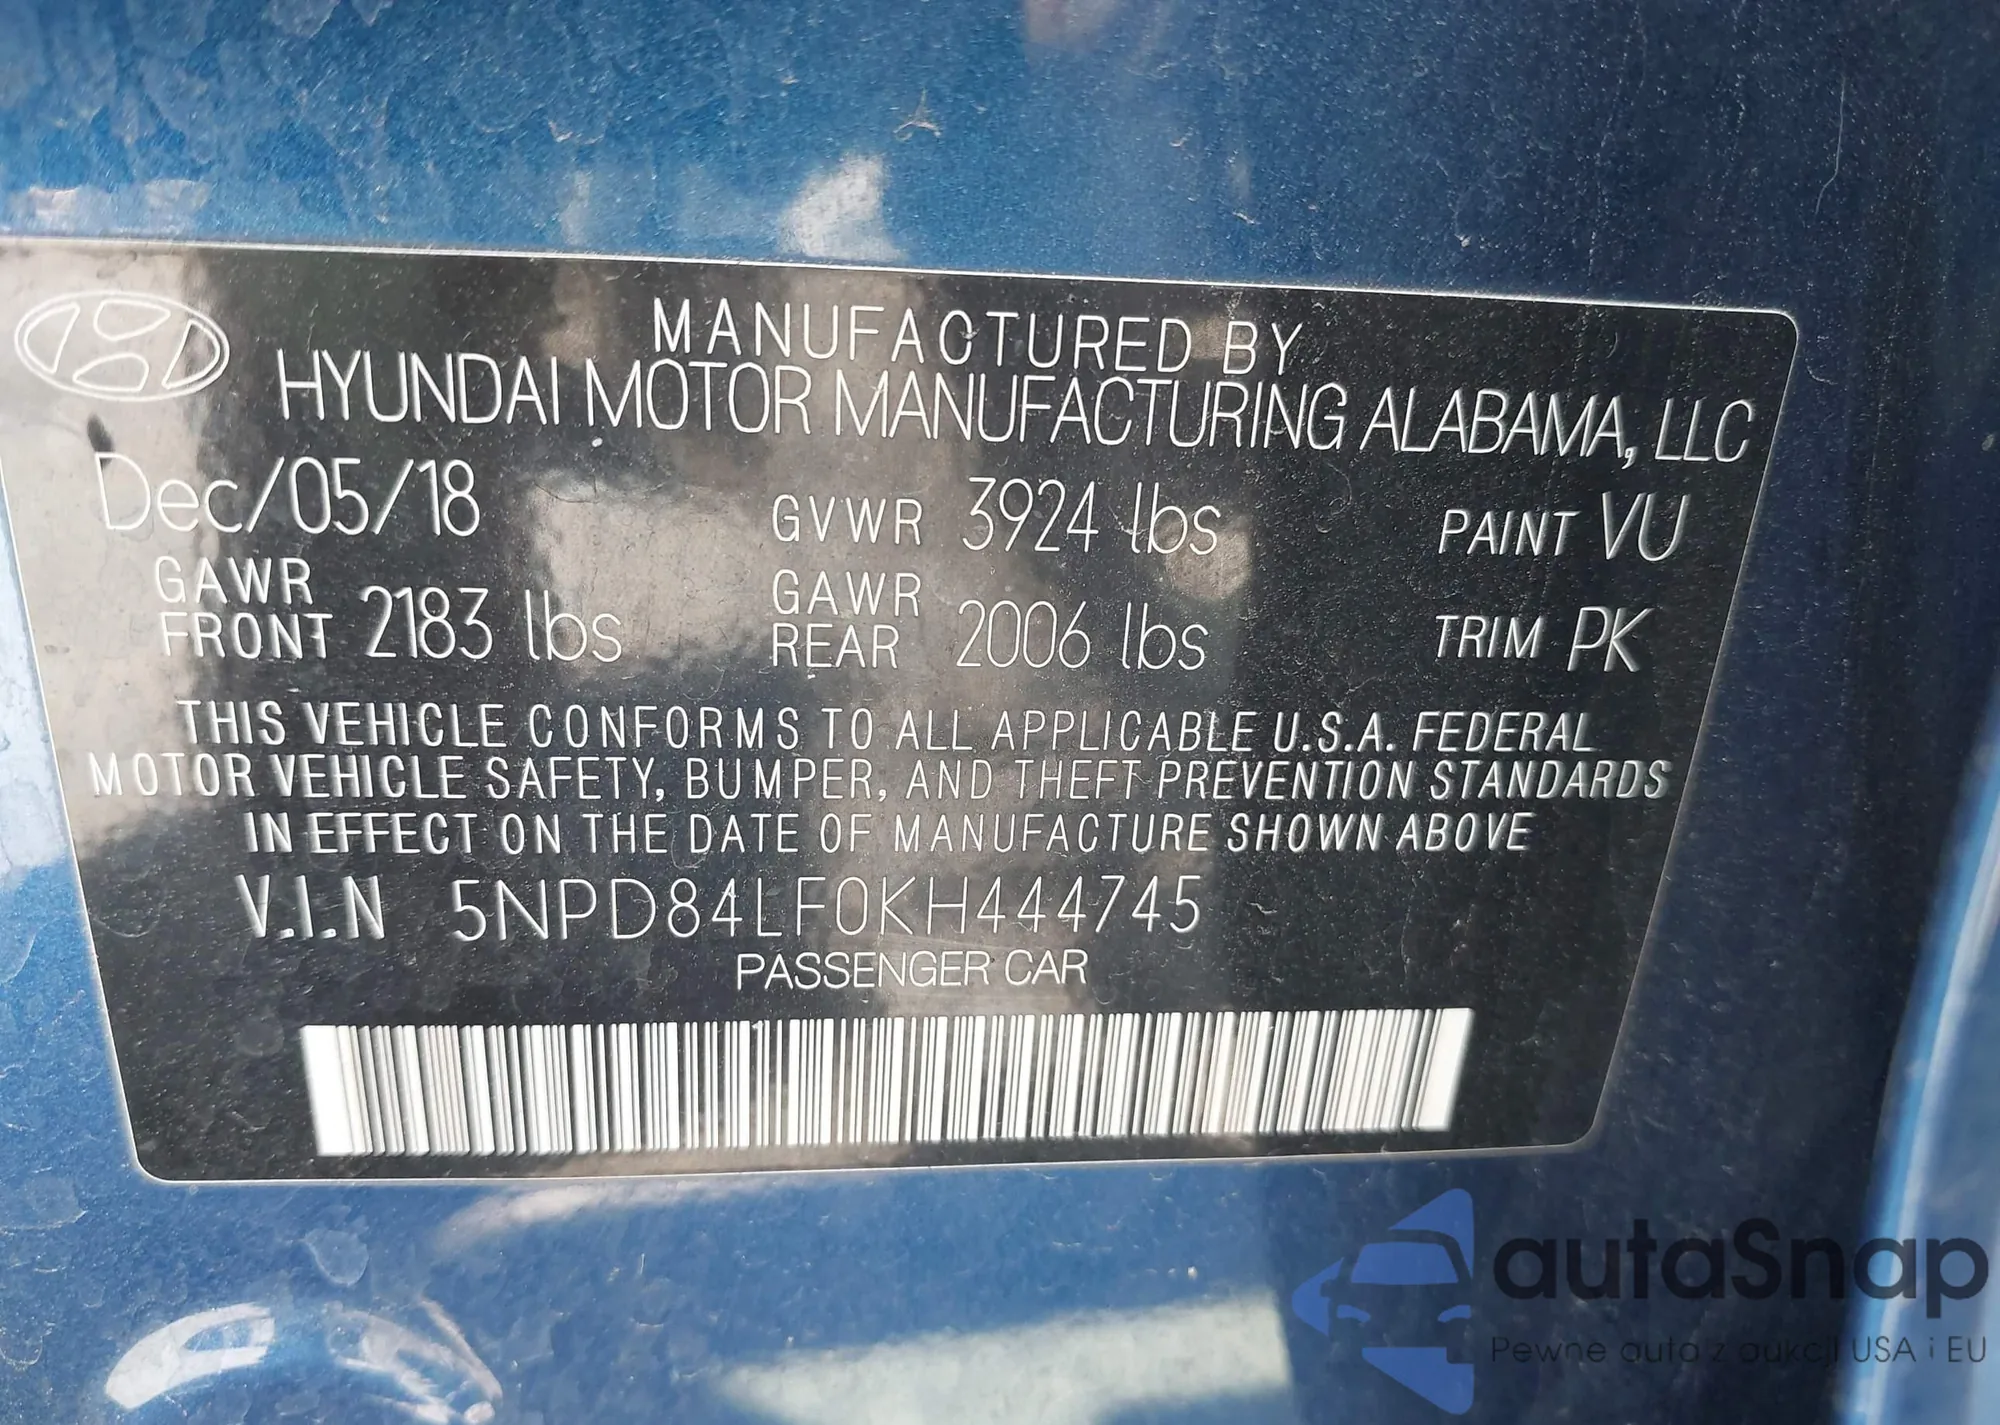 MANUFACTURED BY
HYUNDAI MOTOR MANUFACTURING ALABAMA, LLC
Dec/05/18 GVWR 3924 lbs PAINT VU
GAWR FRONT 2183 lbs GAWR REAR 2006 lbs TRIM PK
THIS VEHICLE CONFORMS TO ALL APPLICABLE U.S.A. FEDERAL
MOTOR VEHICLE SAFETY, BUMPER, AND THEFT PREVENTION STANDARDS
IN EFFECT ON THE DATE OF MANUFACTURE SHOWN ABOVE
V.I.N 5NPD84LF0KH444745
PASSENGER CAR
autaSnap
Pewne auta z aukcji USA i EU